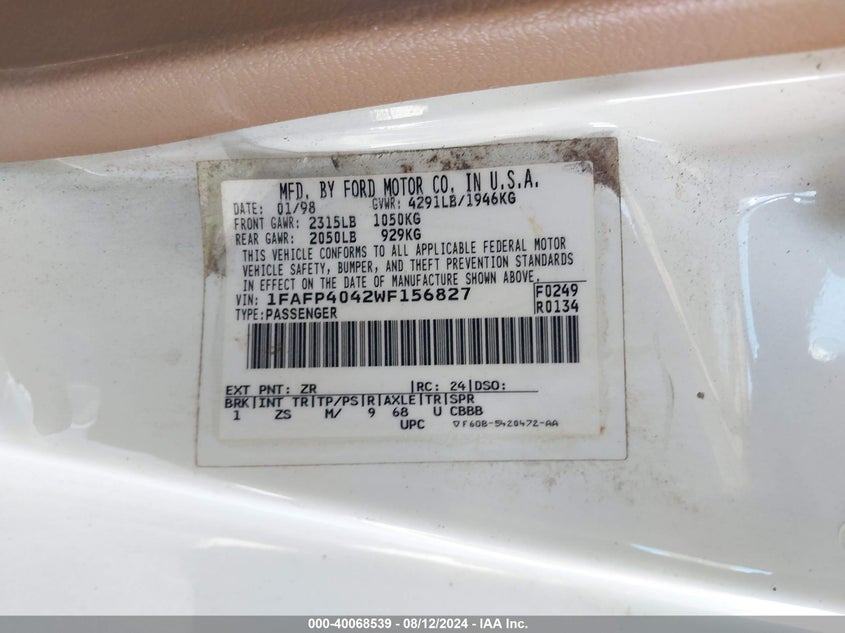 MFD. BY FORD MOTOR CO. IN U.S.A.
DATE: 01/98 GVWR: 4291LB/1946KG
FRONT GAWR: 2315LB 1050KG
REAR GAWR: 2050LB 929KG
THIS VEHICLE CONFORMS TO ALL APPLICABLE FEDERAL MOTOR
VEHICLE SAFETY, BUMPER, AND THEFT PREVENTION STANDARDS
IN EFFECT ON THE DATE OF MANUFACTURE SHOWN ABOVE.
VIN: 1FAFP4042WF156827 F0249
TYPE: PASSENGER R0134
EXT PNT: ZR |RC: 24|DSO:
BRK|INT TR|TP/PS|R|AXLE|TR|SPR
1 ZS M/ 9 68 U CBBB
UPC ▽F60B-5420472-AA
000-40068539 - 08/12/2024 - IAA Inc.